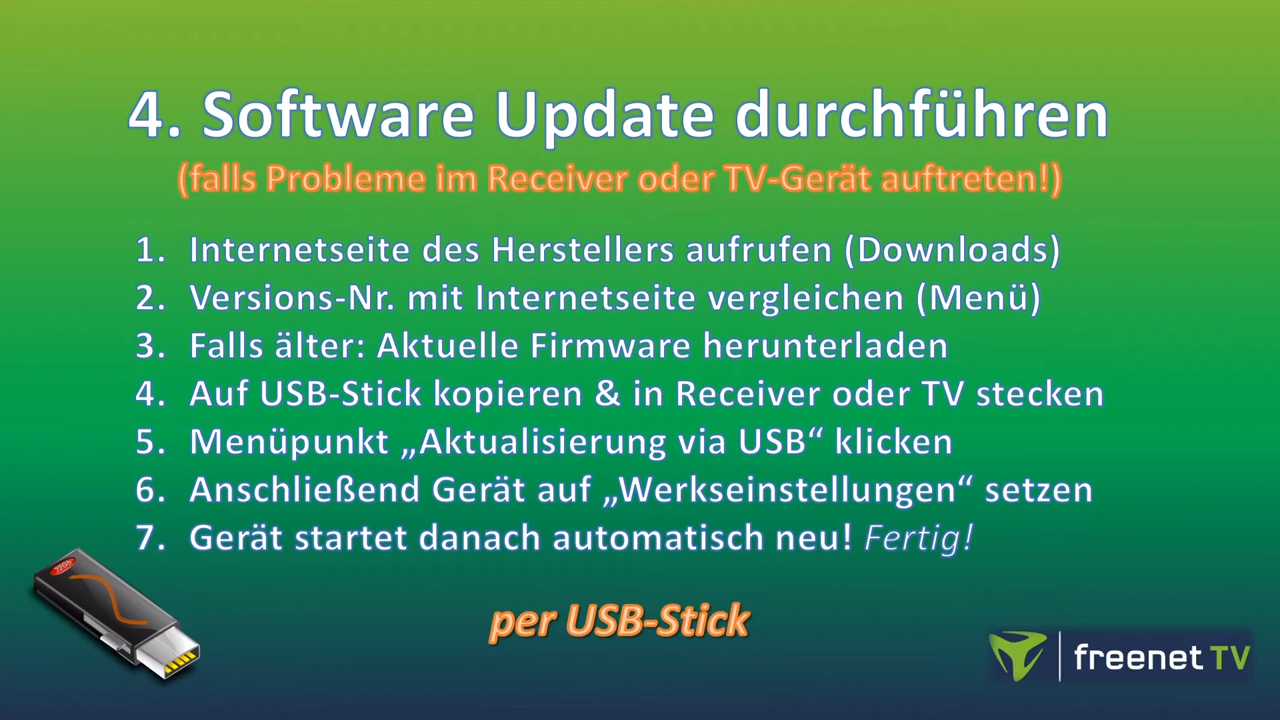 4. Software Update durchführen
(falls Probleme im Receiver oder TV-Gerät auftreten!)
1. Internetseite des Herstellers aufrufen (Downloads)
2. Versions-Nr. mit Internetseite vergleichen (Menü)
3. Falls älter: Aktuelle Firmware herunterladen
4. Auf USB-Stick kopieren & in Receiver oder TV stecken
5. Menüpunkt „Aktualisierung via USB“ klicken
6. Anschließend Gerät auf „Werkseinstellungen“ setzen
7. Gerät startet danach automatisch neu! Fertig!
32GB
per USB-Stick
freenet TV